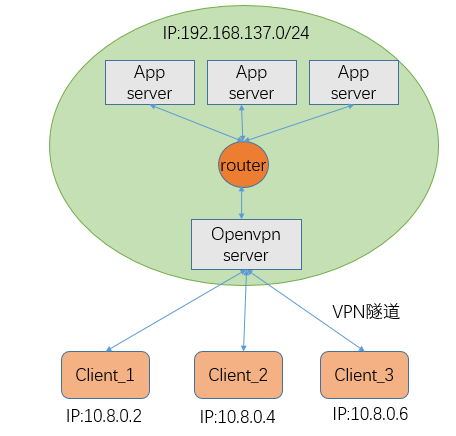 IP:192.168.137.0/24
App server
App server
App server
router
Openvpn server
VPN隧道
Client_1
Client_2
Client_3
IP:10.8.0.2
IP:10.8.0.4
IP:10.8.0.6